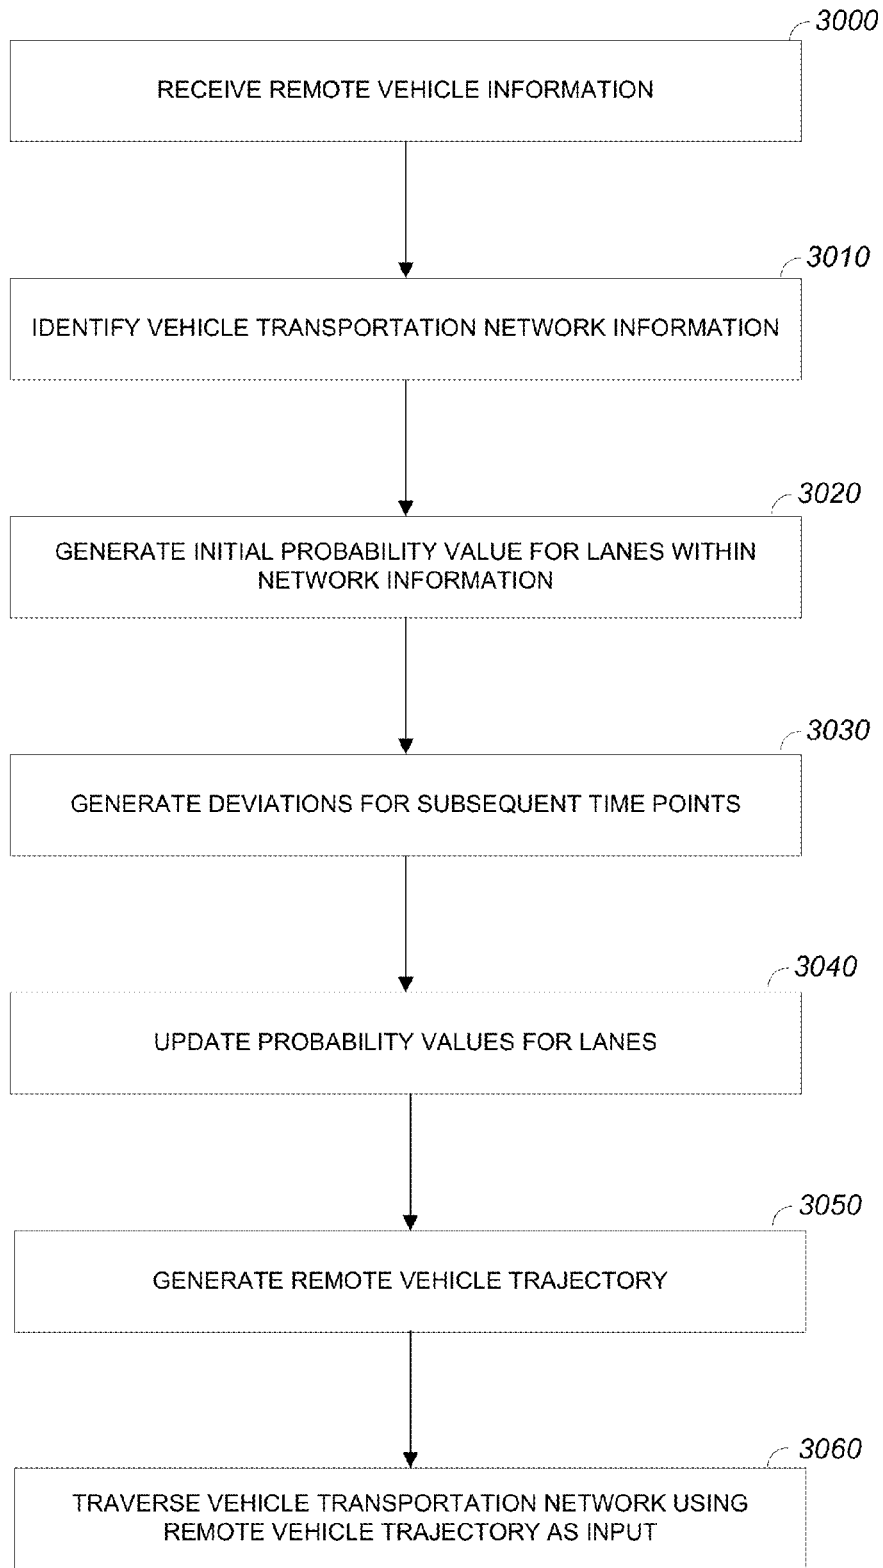 3000
RECEIVE REMOTE VEHICLE INFORMATION
3010
IDENTIFY VEHICLE TRANSPORTATION NETWORK INFORMATION
3020
GENERATE INITIAL PROBABILITY VALUE FOR LANES WITHIN
NETWORK INFORMATION
3030
GENERATE DEVIATIONS FOR SUBSEQUENT TIME POINTS
3040
UPDATE PROBABILITY VALUES FOR LANES
3050
GENERATE REMOTE VEHICLE TRAJECTORY
3060
TRAVERSE VEHICLE TRANSPORTATION NETWORK USING
REMOTE VEHICLE TRAJECTORY AS INPUT